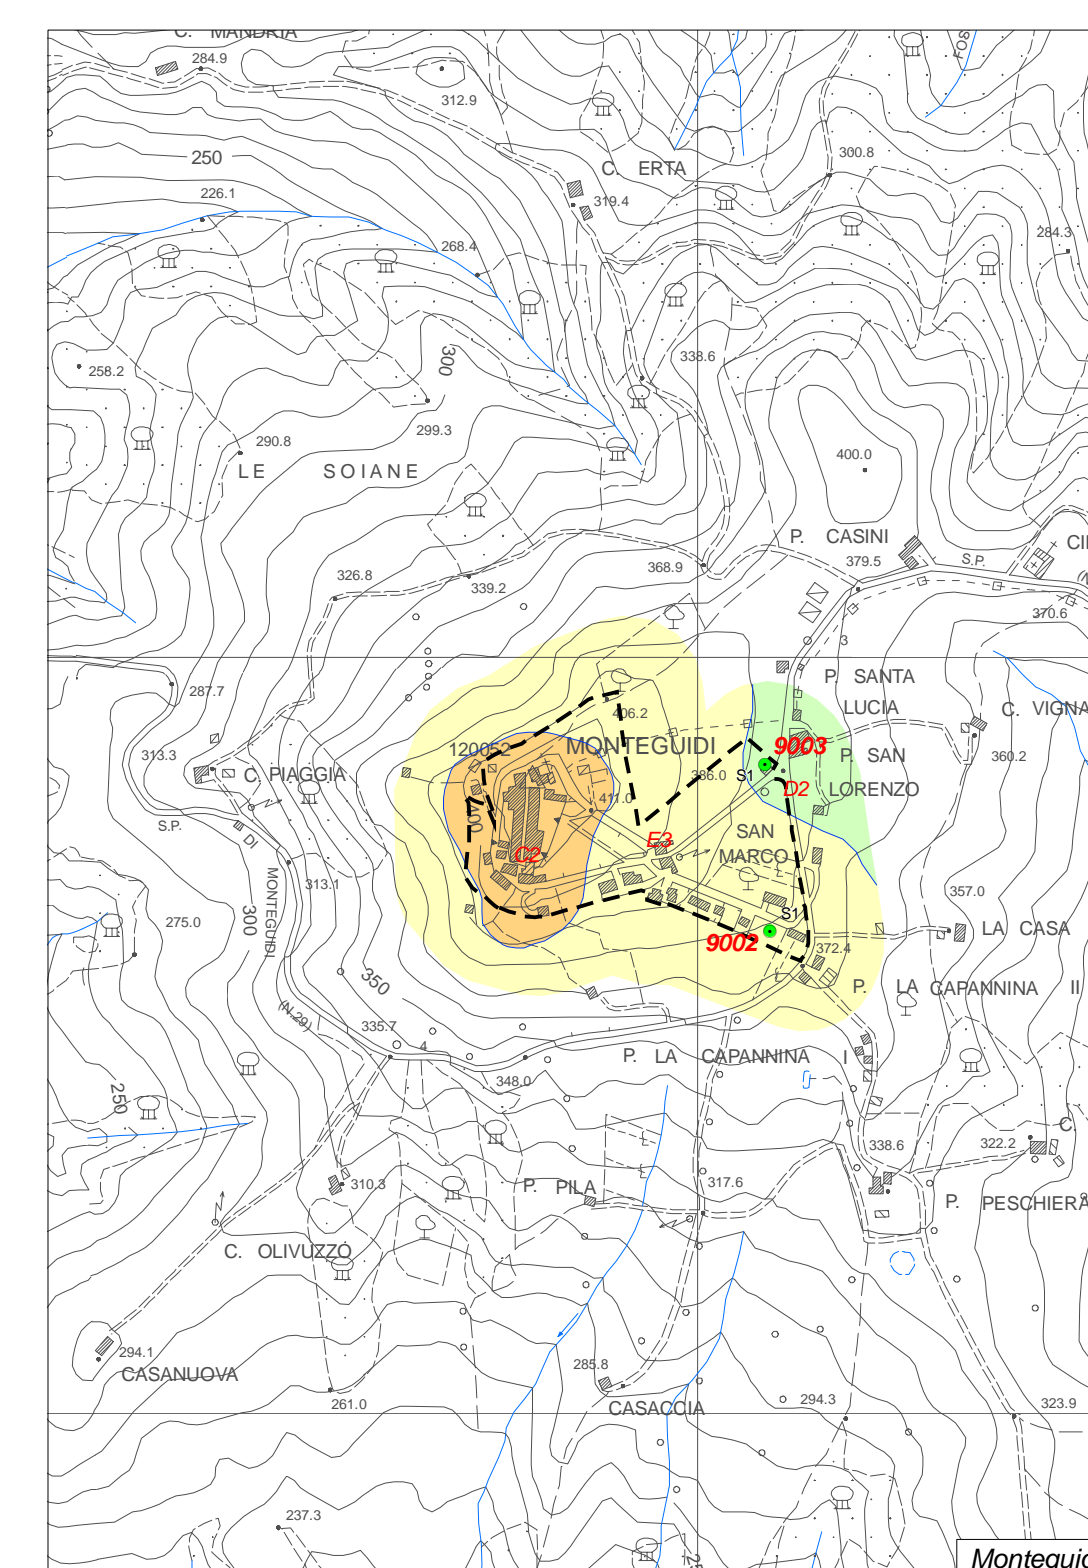 C. MANDRIA
284.9
312.9
FOS
250
C. ERTA
300.8
226.1
319.4
284.3
268.4
338.6
300
258.2
299.3
290.8
LE SOIANE
400.0
P. CASINI
379.5
S.P.
CI
368.9
326.8
339.2
370.6
3
P. SANTA
LUCIA
287.7
406.2
C. VIGNA
120052
MONTEGUIDI
9003
P. SAN
313.3
C. PIAGGIA
386.0
S1
360.2
D2
LORENZO
411.0
400
S.P.
DI
MONTEGUIDI
E3
SAN
MARCO
C2
313.1
357.0
S1
275.0
300
9002
372.4
LA CASA
350
P. LA CAPANNINA II
(N.29)
335.7
4
P. LA CAPANNINA I
348.0
250
338.6
322.2
C.
310.3
P. PILA
317.6
P. PESCHIERA
C. OLIVUZZO
294.1
CASANUOVA
285.8
261.0
CASACCIA
294.3
323.9
237.3
Montegui